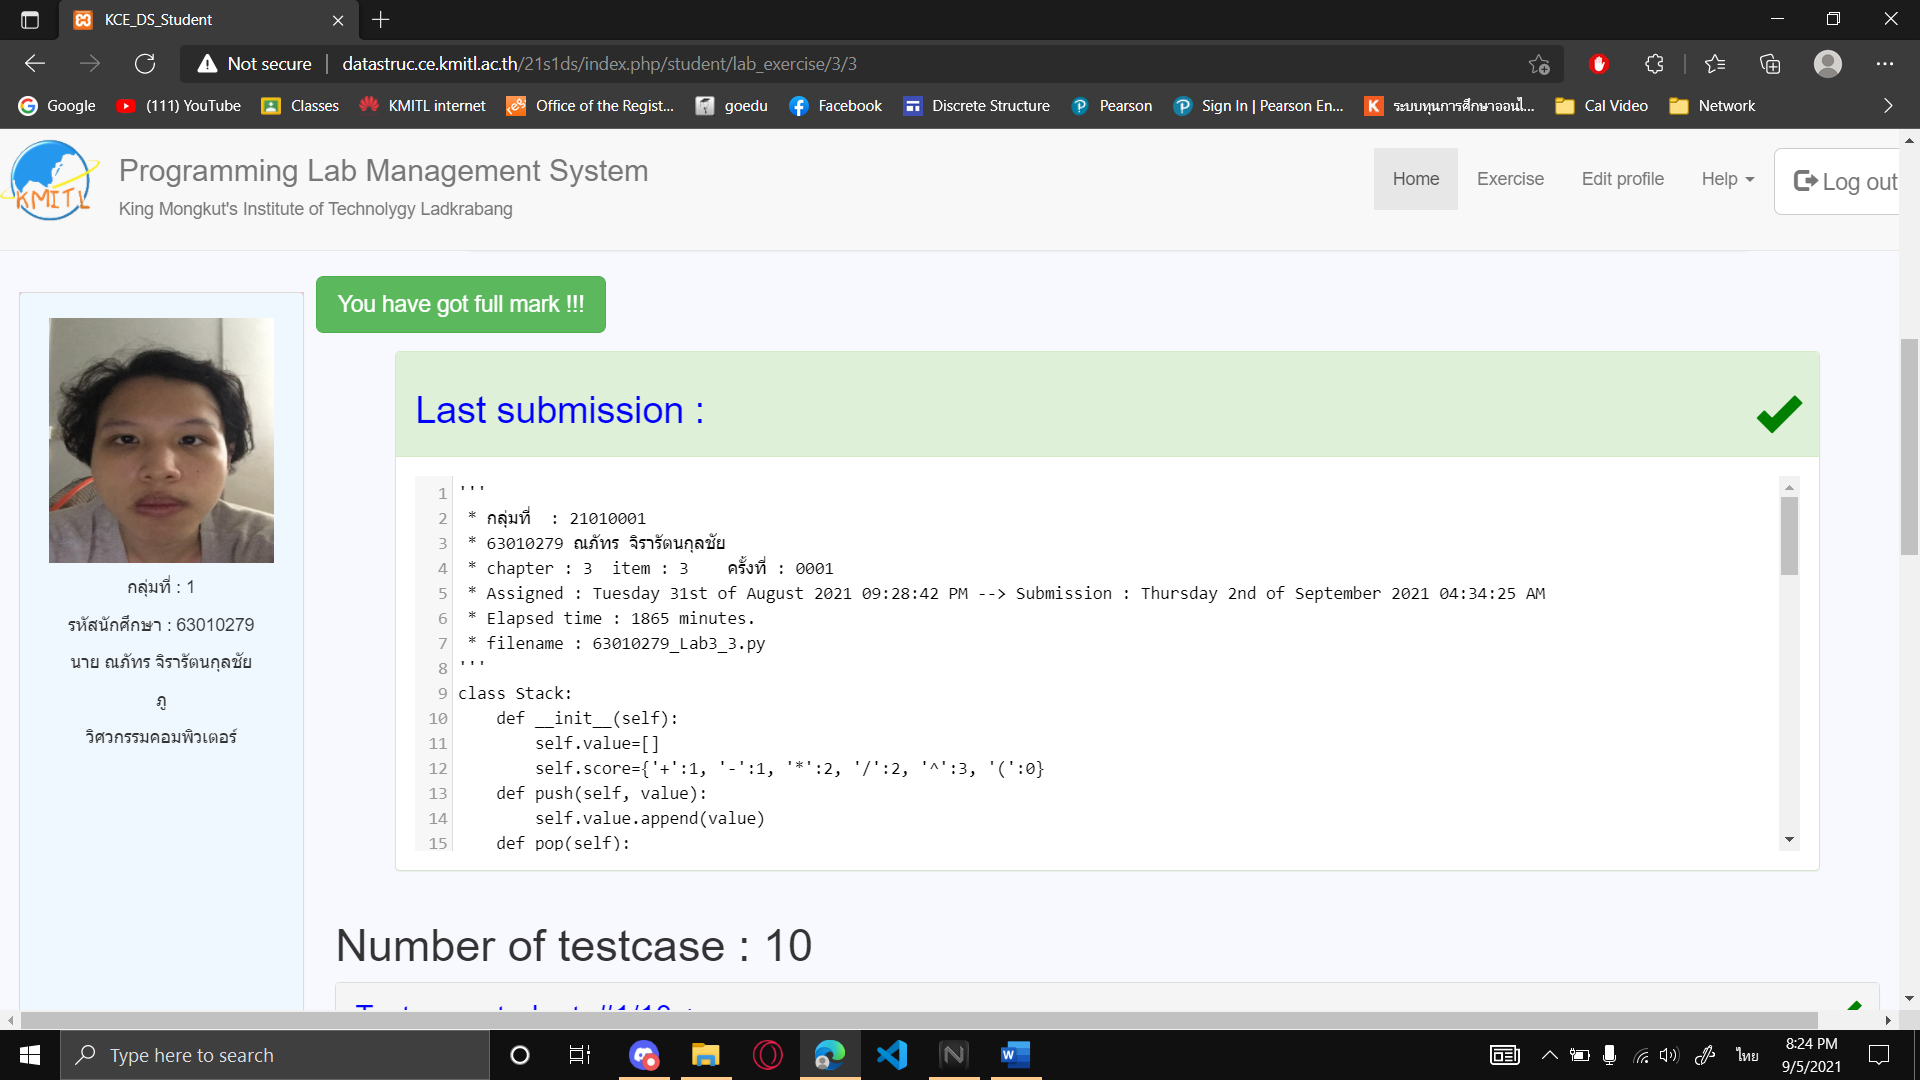 KCE_DS_Student
Not secure
datastruc.ce.kmitl.ac.th/21s1ds/index.php/student/lab_exercise/3/3
Google
(111) YouTube
Classes
KMITL internet
Office of the Regist...
goedu
Facebook
Discrete Structure
Pearson
Sign In | Pearson En...
ระบบทุนการศึกษาออนไ...
Cal Video
Network
KMITL
Programming Lab Management System
King Mongkut's Institute of Technolygy Ladkrabang
Home
Exercise
Edit profile
Help
Log out
กลุ่มที่ : 1
รหัสนักศึกษา : 63010279
นาย ณภัทร จิรารัตนกุลชัย
ภู
วิศวกรรมคอมพิวเตอร์
You have got full mark !!!
Last submission :
1 '''
2 * กลุ่มที่ : 21010001
3 * 63010279 ณภัทร จิรารัตนกุลชัย
4 * chapter : 3 item : 3 ครั้งที่ : 0001
5 * Assigned : Tuesday 31st of August 2021 09:28:42 PM --> Submission : Thursday 2nd of September 2021 04:34:25 AM
6 * Elapsed time : 1865 minutes.
7 * filename : 63010279_Lab3_3.py
8 '''
9 class Stack:
10 def __init__(self):
11 self.value=[]
12 self.score={'+':1, '-':1, '*':2, '/':2, '^':3, '(':0}
13 def push(self, value):
14 self.value.append(value)
15 def pop(self):
Number of testcase : 10
Type here to search
ไทย
8:24 PM
9/5/2021